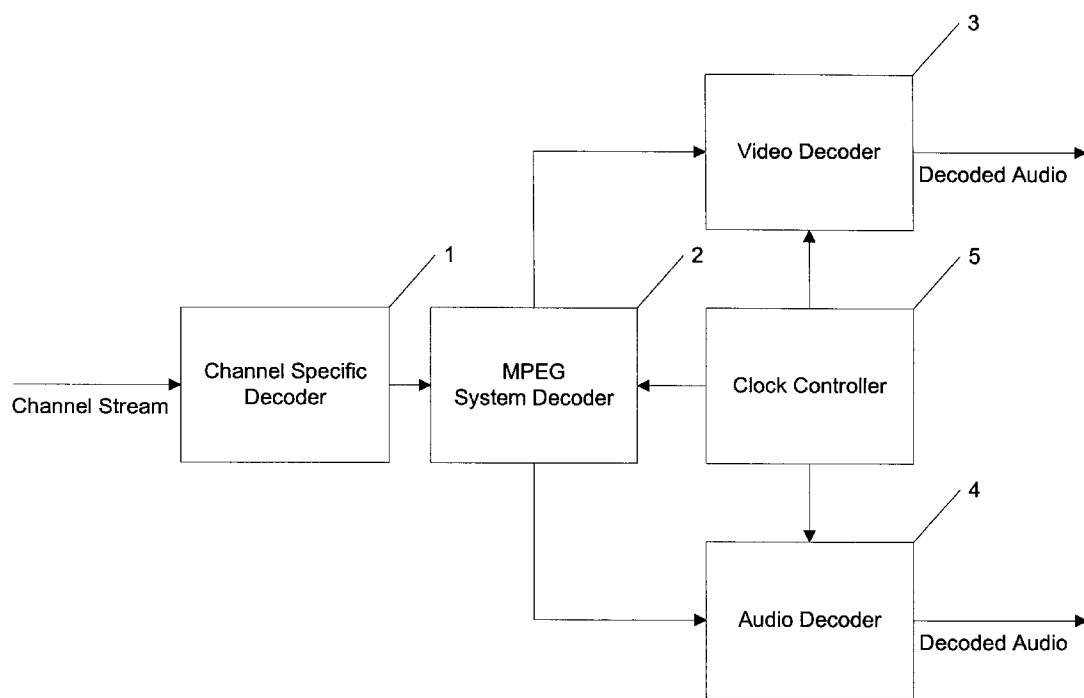 3
Video Decoder
Decoded Audio
1
2
5
Channel Specific
Decoder
MPEG
System Decoder
Clock Controller
Channel Stream
4
Audio Decoder
Decoded Audio